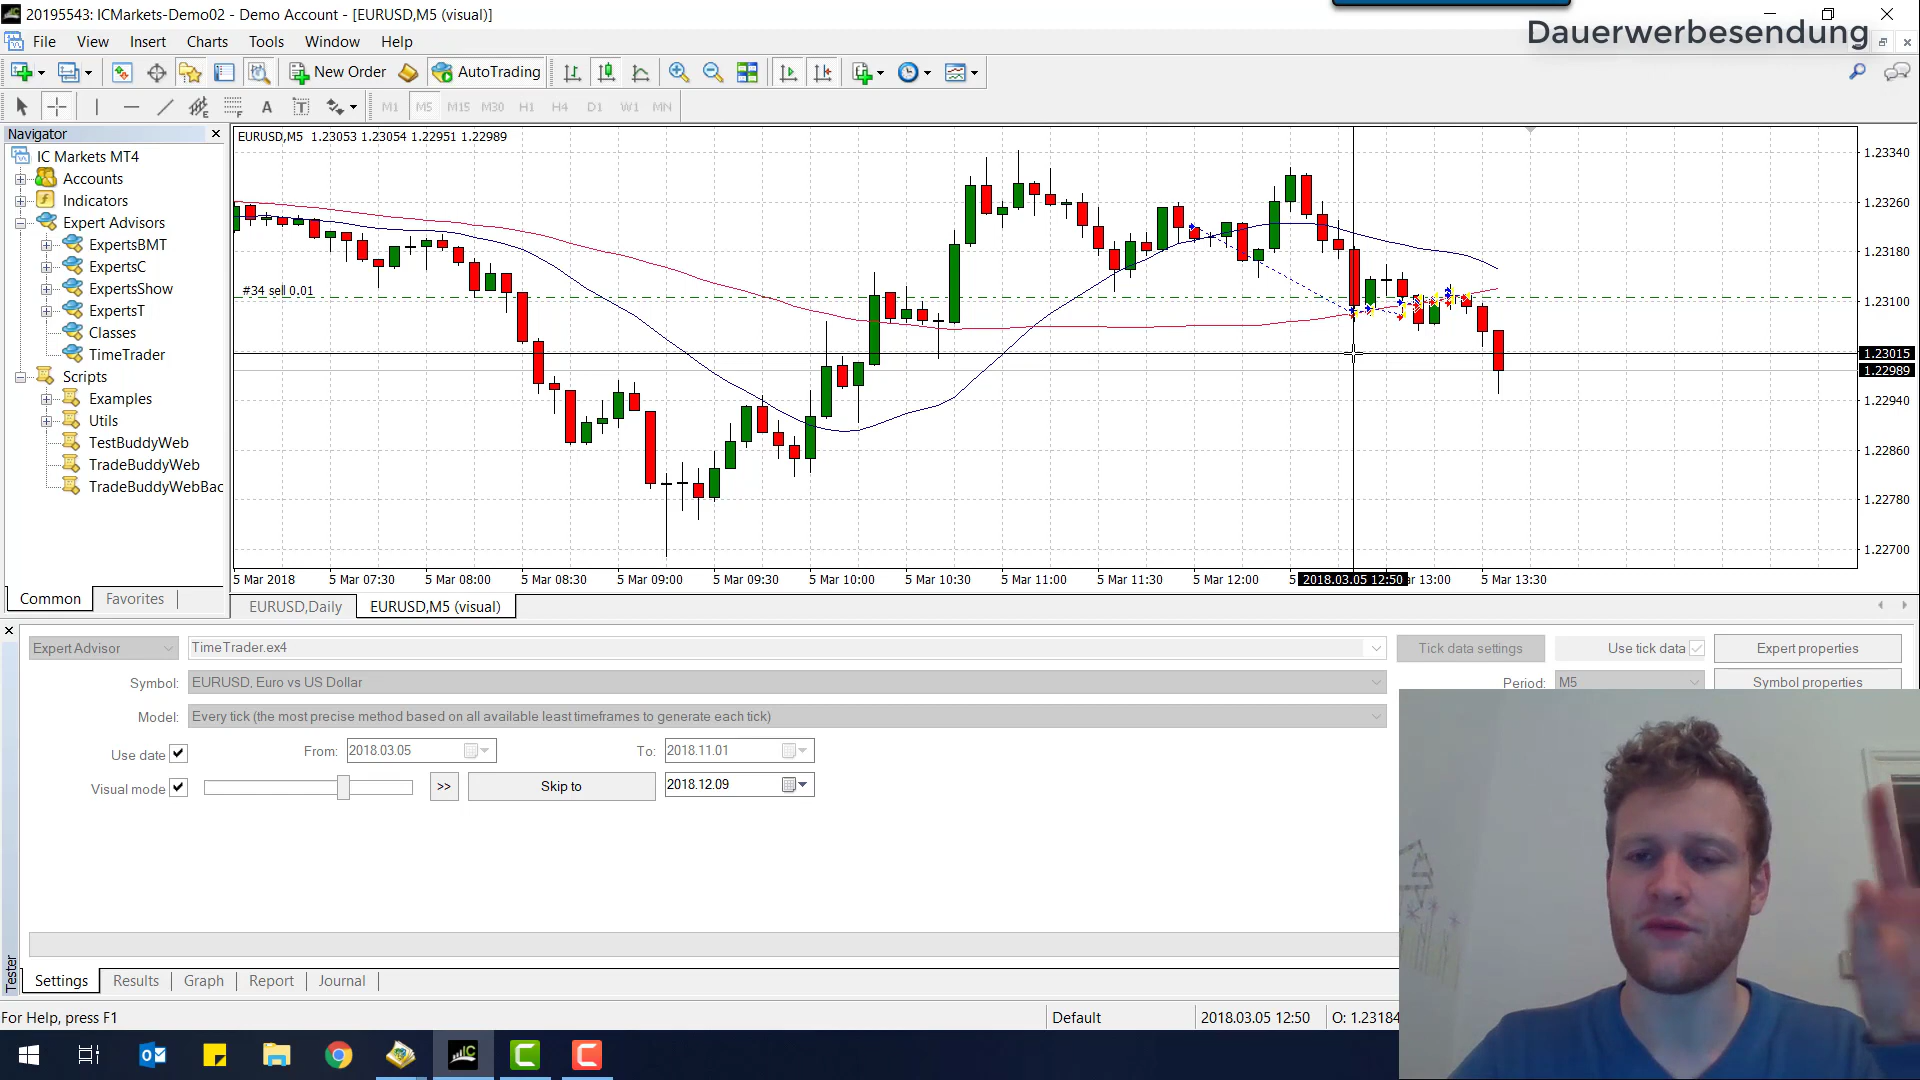 20195543: ICMarkets-Demo02 - Demo Account - [EURUSD,M5 (visual)]
Dauerwerbesendung
File View Insert Charts Tools Window Help
New Order AutoTrading
A T M1 M5 M15 M30 H1 H4 D1 W1 MN
Navigator
IC Markets MT4
Accounts
Indicators
Expert Advisors
ExpertsBMT
ExpertsC
ExpertsShow
ExpertsT
Classes
TimeTrader
Scripts
Examples
Utils
TestBuddyWeb
TradeBuddyWeb
TradeBuddyWebBac
Common Favorites
EURUSD,M5 1.23053 1.23054 1.22951 1.22989
#34 sell 0.01
1.23340
1.23260
1.23180
1.23100
1.23015
1.22989
1.22940
1.22860
1.22780
1.22700
5 Mar 2018 5 Mar 07:30 5 Mar 08:00 5 Mar 08:30 5 Mar 09:00 5 Mar 09:30 5 Mar 10:00 5 Mar 10:30 5 Mar 11:00 5 Mar 11:30 5 Mar 12:00 5 2018.03.05 12:50 ar 13:00 5 Mar 13:30
EURUSD,Daily EURUSD,M5 (visual)
Expert Advisor TimeTrader.ex4 Tick data settings Use tick data Expert properties
Symbol: EURUSD, Euro vs US Dollar Period: M5 Symbol properties
Model: Every tick (the most precise method based on all available least timeframes to generate each tick)
Use date From: 2018.03.05 To: 2018.11.01
Visual mode >> Skip to 2018.12.09
Tester
Settings Results Graph Report Journal
For Help, press F1 Default 2018.03.05 12:50 O: 1.23184